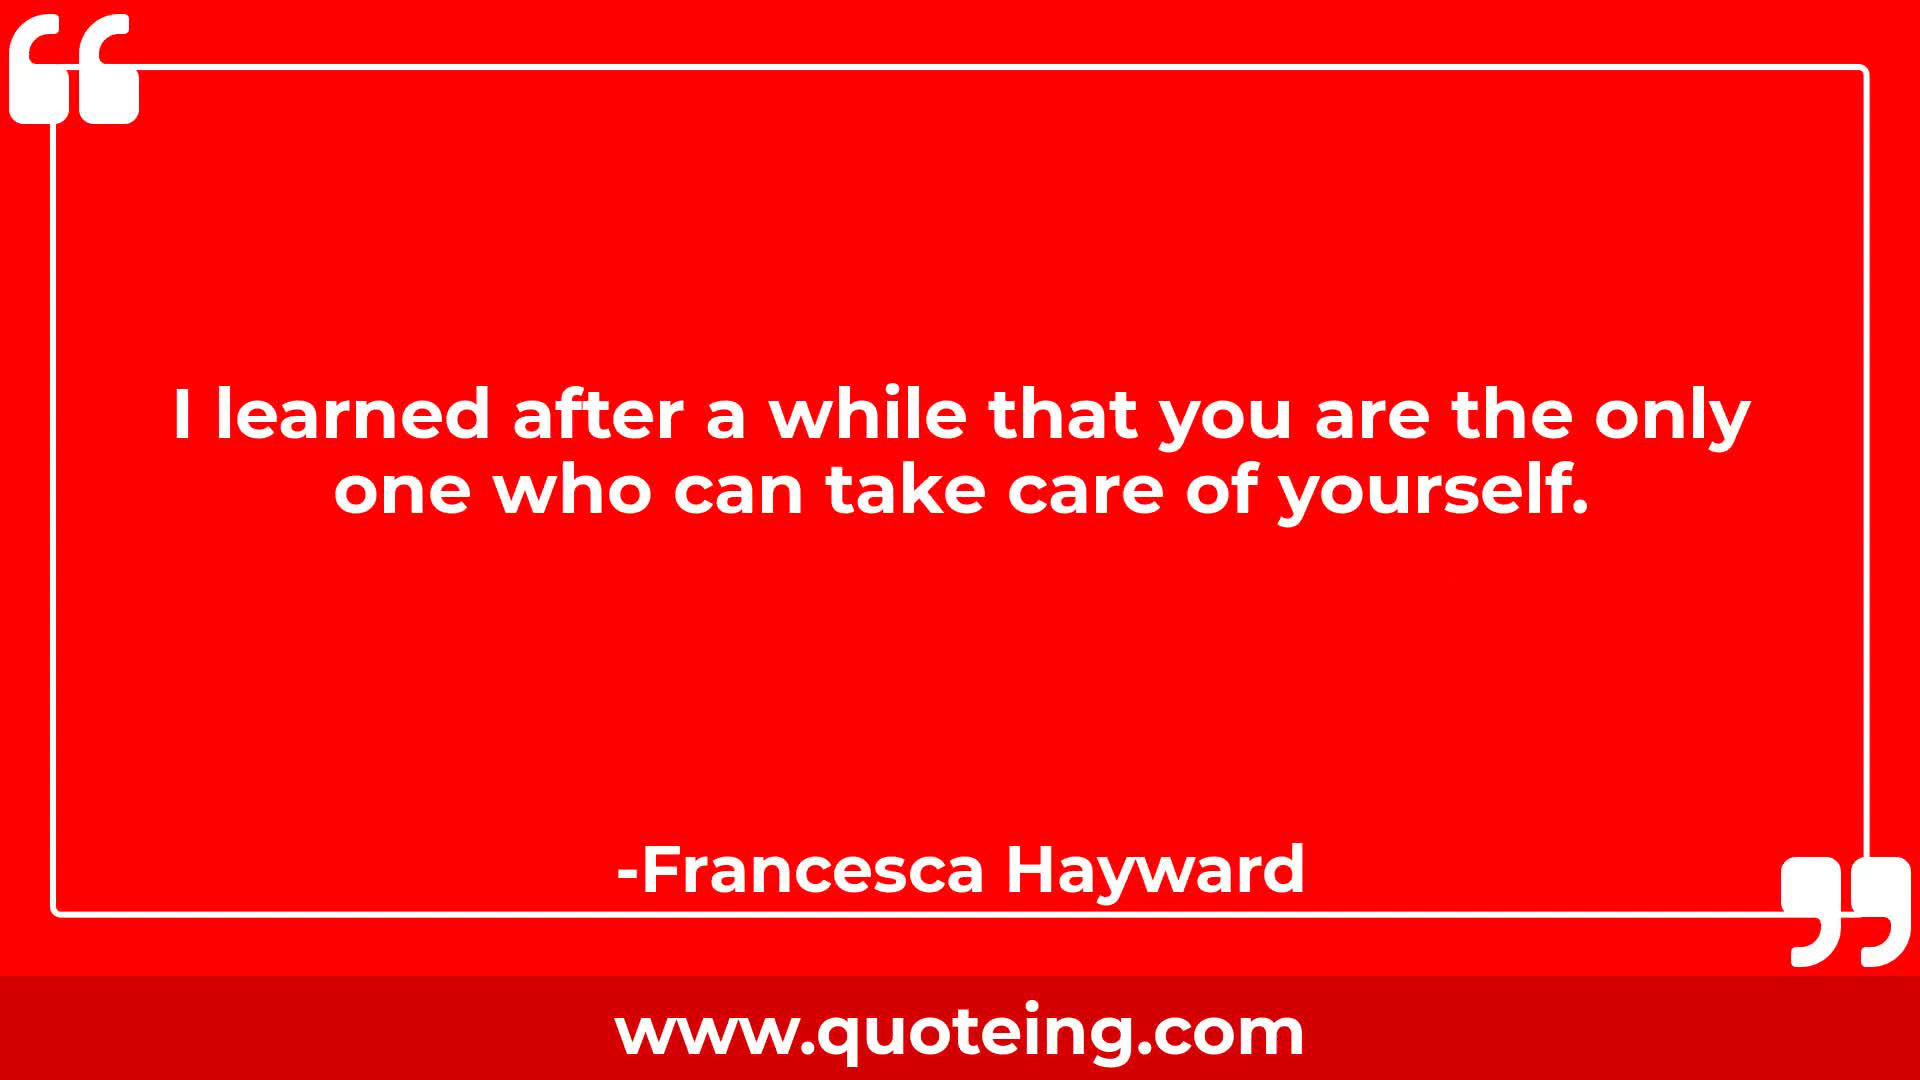 I learned after a while that you are the only
one who can take care of yourself.
-Francesca Hayward
www.quoteing.com